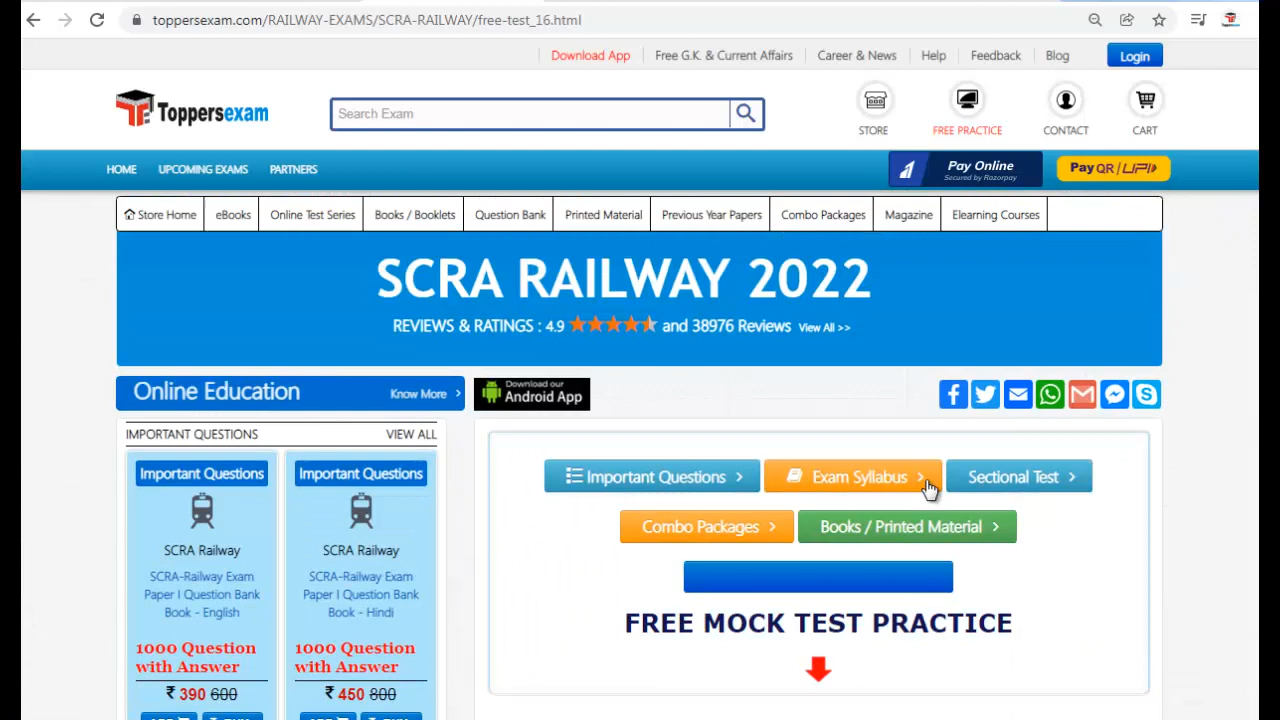 toppersexam.com/RAILWAY-EXAMS/SCRA-RAILWAY/free-test_16.html
Download App Free G.K. & Current Affairs Career & News Help Feedback Blog Login
Toppersexam
Search Exam
STORE FREE PRACTICE CONTACT CART
HOME UPCOMING EXAMS PARTNERS
Pay Online
Secured by Razorpay
Pay QR / UPI
Store Home eBooks Online Test Series Books / Booklets Question Bank Printed Material Previous Year Papers Combo Packages Magazine Elearning Courses
SCRA RAILWAY 2022
REVIEWS & RATINGS : 4.9 and 38976 Reviews View All >>
Online Education Know More >
Download our
Android App
IMPORTANT QUESTIONS VIEW ALL
Important Questions Important Questions
SCRA Railway SCRA Railway
SCRA-Railway Exam SCRA-Railway Exam
Paper I Question Bank Paper I Question Bank
Book - English Book - Hindi
1000 Question 1000 Question
with Answer with Answer
₹ 390 600 ₹ 450 800
Important Questions > Exam Syllabus > Sectional Test >
Combo Packages > Books / Printed Material >
FREE MOCK TEST PRACTICE